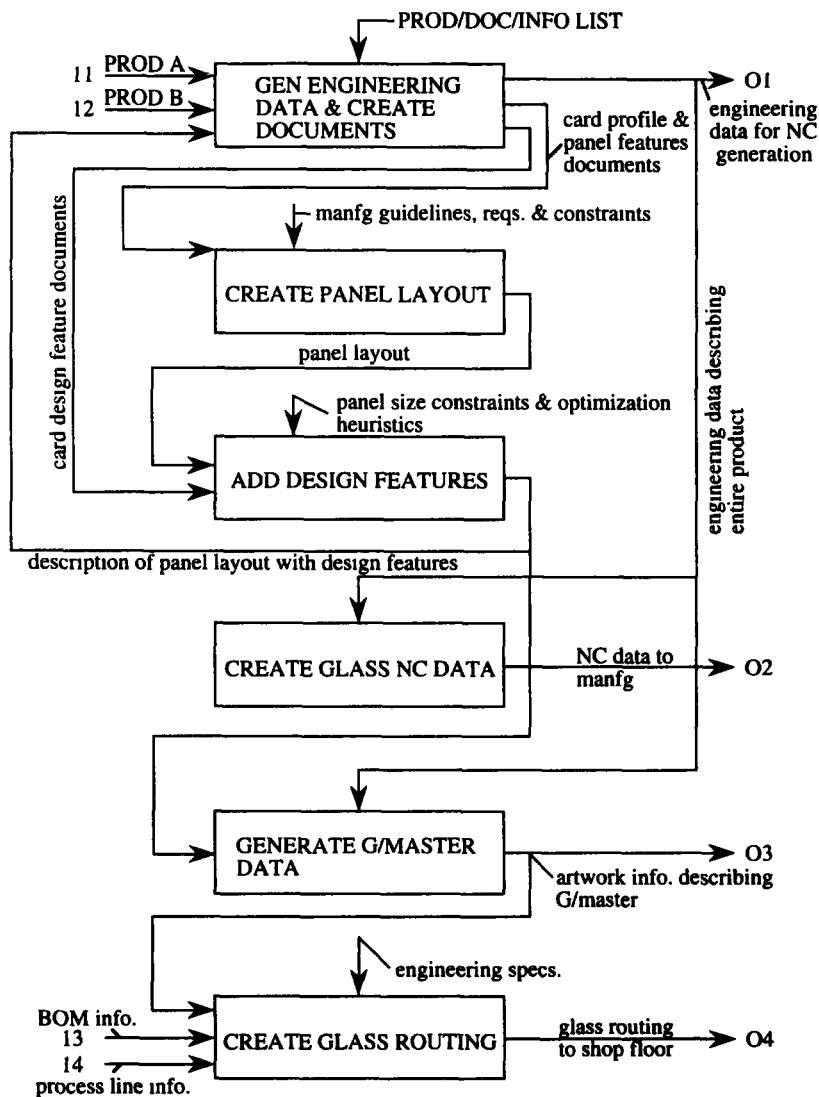 PROD/DOC/INFO LIST
11 PROD A
12 PROD B
GEN ENGINEERING
DATA & CREATE
DOCUMENTS
O1
engineering
data for NC
generation
card profile &
panel features
documents
card design feature documents
manfg guidelines, reqs. & constraints
CREATE PANEL LAYOUT
panel layout
engineering data describing
entire product
panel size constraints & optimization
heuristics
ADD DESIGN FEATURES
description of panel layout with design features
CREATE GLASS NC DATA
NC data to
manfg
O2
GENERATE G/MASTER
DATA
O3
artwork info. describing
G/master
engineering specs.
BOM info.
13
14
process line info.
CREATE GLASS ROUTING
glass routing
to shop floor
O4